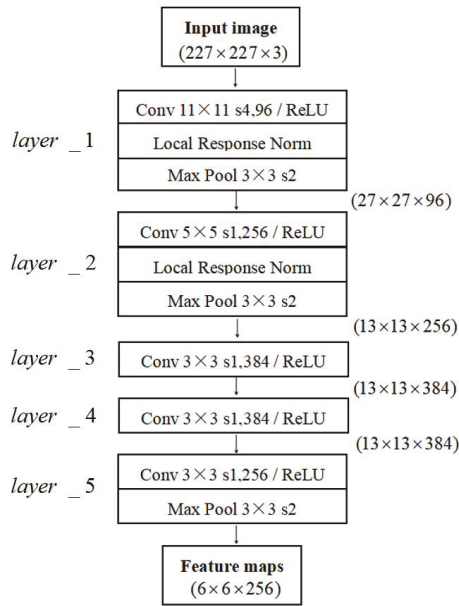 Input image
(227×227×3)
Conv 11×11 s4,96 / ReLU
layer _1
Local Response Norm
Max Pool 3×3 s2
(27×27×96)
Conv 5×5 s1,256 / ReLU
layer _2
Local Response Norm
Max Pool 3×3 s2
(13×13×256)
layer _3
Conv 3×3 s1,384 / ReLU
(13×13×384)
layer _4
Conv 3×3 s1,384 / ReLU
(13×13×384)
Conv 3×3 s1,256 / ReLU
layer _5
Max Pool 3×3 s2
Feature maps
(6×6×256)